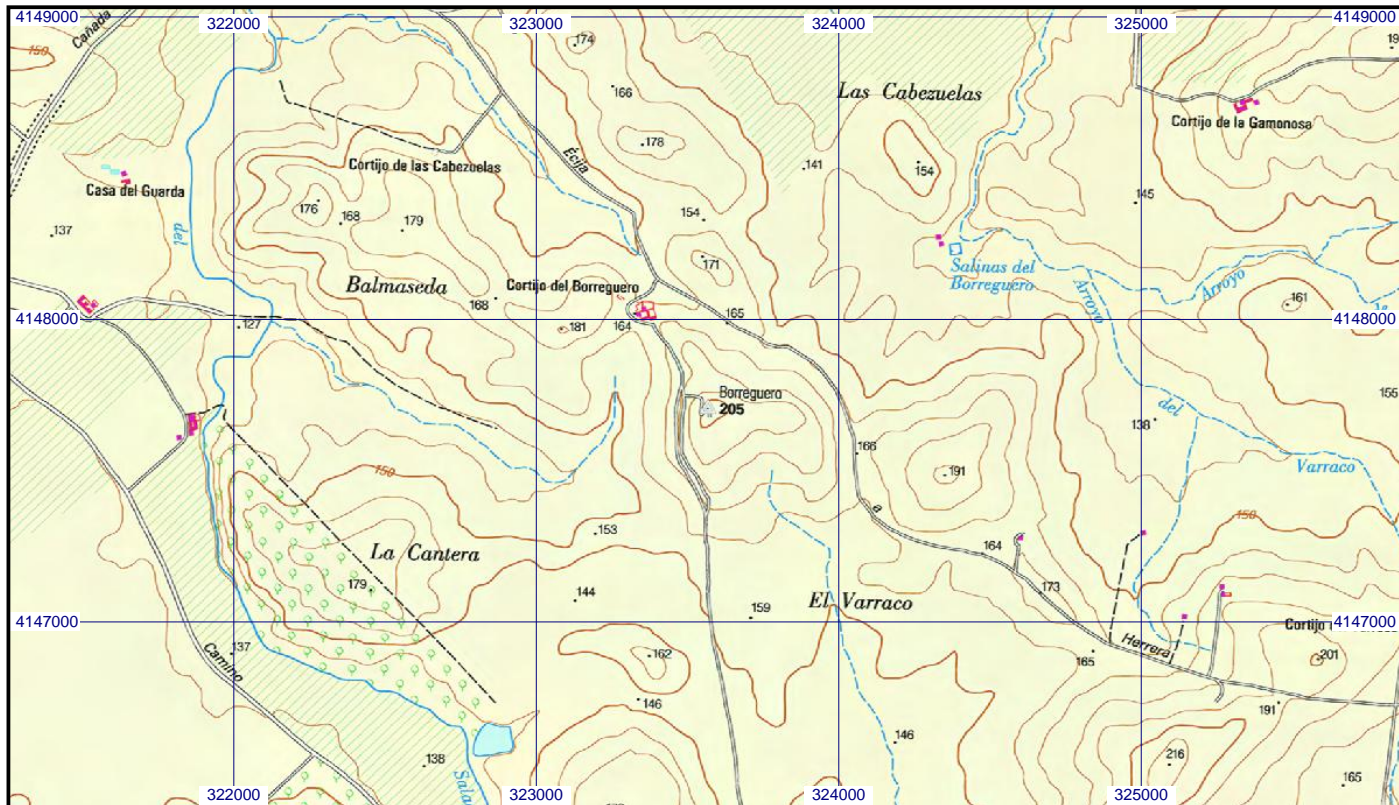 4149000
322000
323000
324000
325000
4149000
Cañada
150
174
166
178
Écija
Las Cabezuelas
141
154
Cortijo de la Gamonosa
145
Cortijo de las Cabezuelas
Casa del Guarda
137
del
176
168
179
154
171
Salinas del
Borreguero
Arroyo
Arroyo
161
Balmaseda
168
Cortijo del Borreguero
4148000
127
181
164
165
4148000
Borreguero
205
155
del
138
Varraco
166
191
150
153
150
La Cantera
179
144
164
173
159
El Varraco
4147000
4147000
a
Herrera
Cortijo
201
137
Camino
162
165
146
146
191
216
165
138
322000
323000
324000
325000